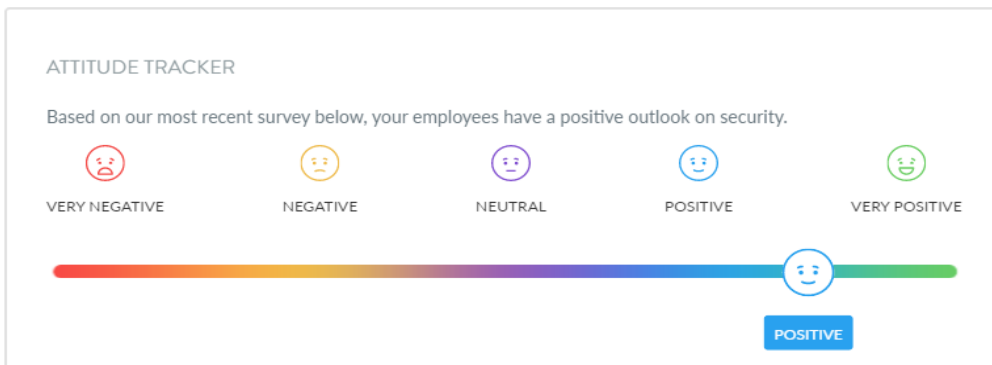 ATTITUDE TRACKER
Based on our most recent survey below, your employees have a positive outlook on security.
VERY NEGATIVE NEGATIVE NEUTRAL POSITIVE VERY POSITIVE
POSITIVE